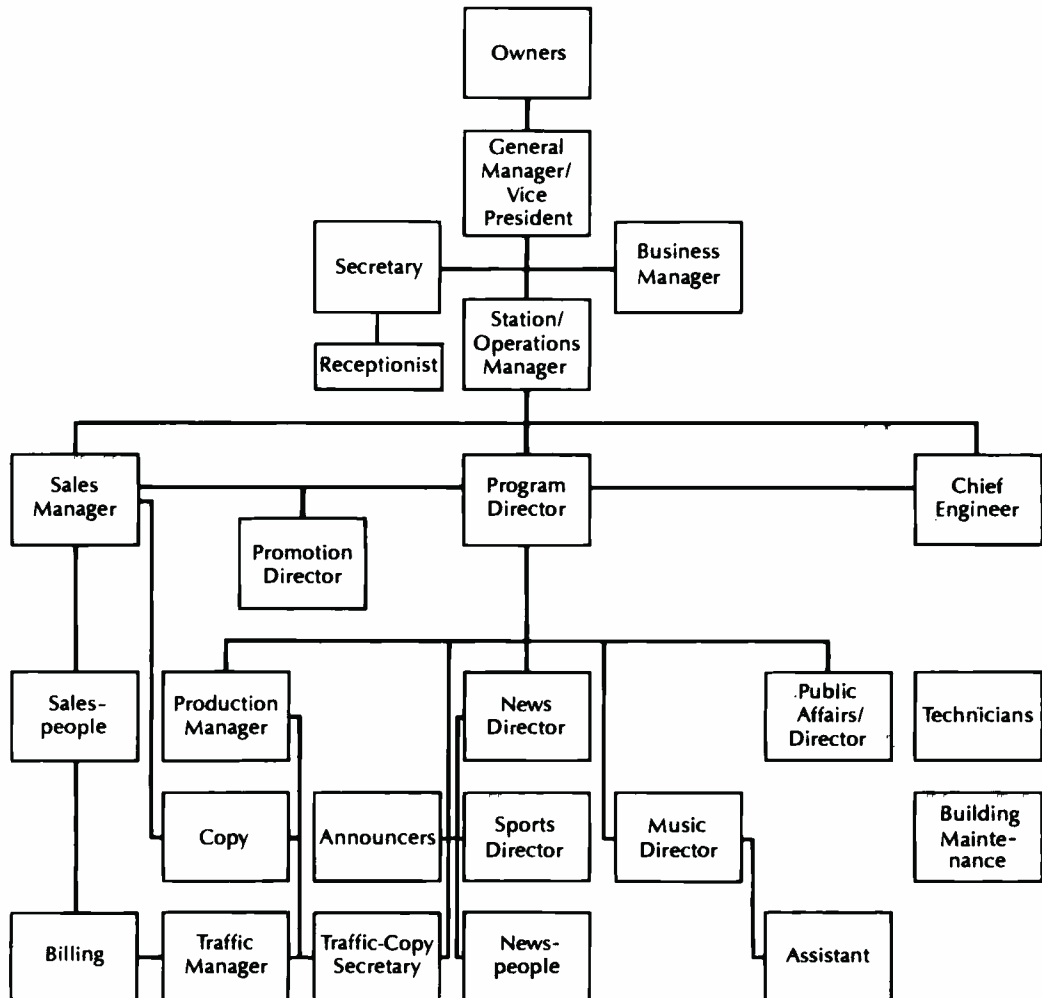 Owners
General
Manager/
Vice
President
Secretary
Business
Manager
Receptionist
Station/
Operations
Manager
Sales
Manager
Program
Director
Chief
Engineer
Promotion
Director
Sales-
people
Production
Manager
News
Director
Public
Affairs/
Director
Technicians
Copy
Announcers
Sports
Director
Music
Director
Building
Mainte-
nance
Billing
Traffic
Manager
Traffic-Copy
Secretary
News-
people
Assistant